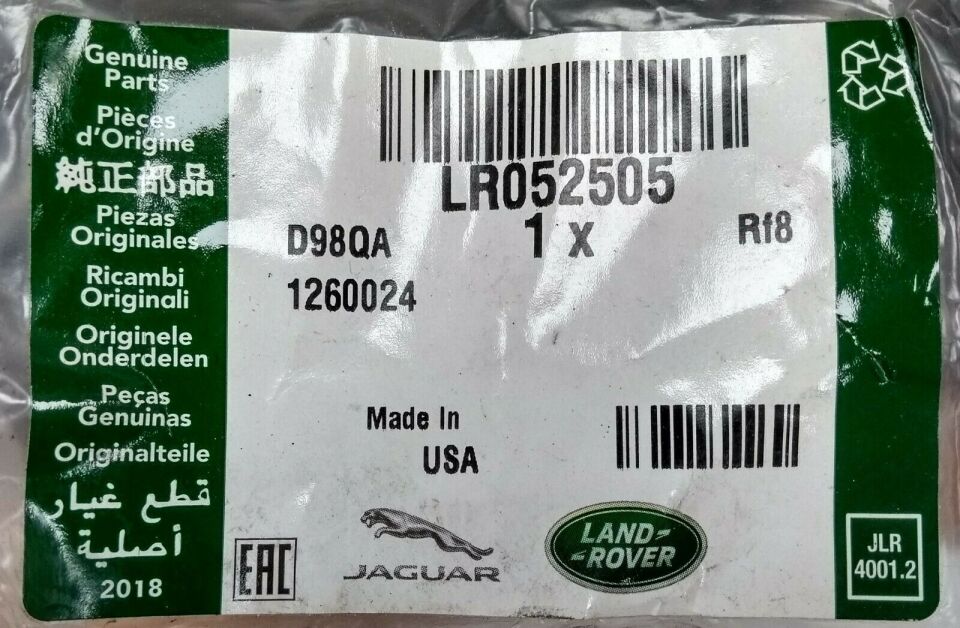 Genuine
Parts
Pièces
d'Origine
純正部品
Piezas
Originales
Ricambi
Originali
Originele
Onderdelen
Peças
Genuinas
Originalteile
قطع غيار
أصلية
2018
LR052505
D98QA
1 X
Rf8
1260024
Made In
USA
EAC
JAGUAR
LAND
ROVER
JLR
4001.2